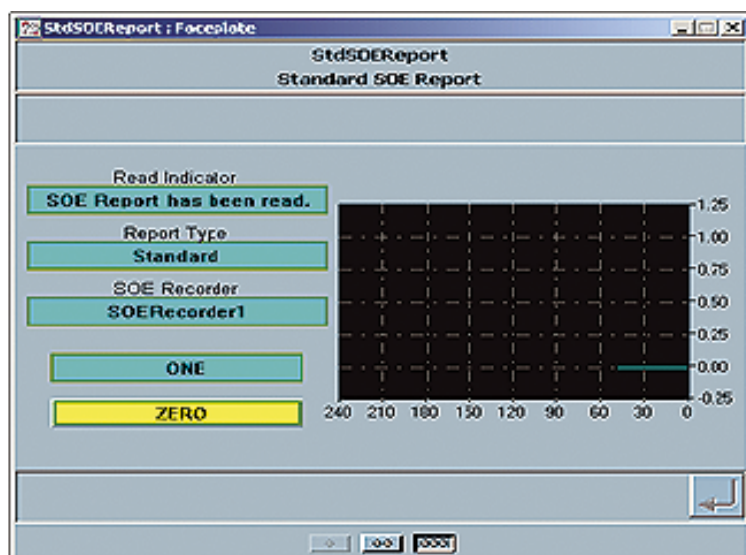 StdSOEReport : Faceplate
StdSOEReport
Standard SOE Report
Read Indicator
SOE Report has been read.
Report Type
Standard
SOE Recorder
SOERecorder1
ONE
ZERO
1.25
1.00
0.75
0.50
0.25
0.00
-0.25
240 210 180 150 120 90 60 30 0